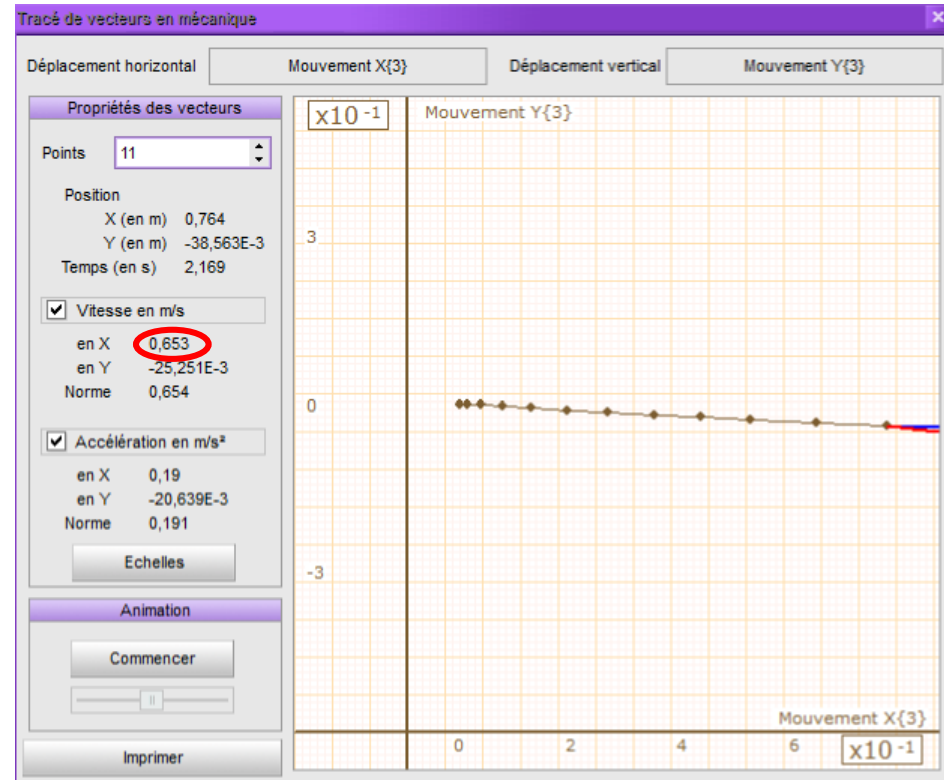 Tracé de vecteurs en mécanique
Déplacement horizontal Mouvement X{3} Déplacement vertical Mouvement Y{3}
Propriétés des vecteurs
Points 11
Position
X (en m) 0,764
Y (en m) -38,563E-3
Temps (en s) 2,169
Vitesse en m/s
en X 0,653
en Y -25,251E-3
Norme 0,654
Accélération en m/s²
en X 0,19
en Y -20,639E-3
Norme 0,191
Echelles
Animation
Commencer
Imprimer
x10 -1 Mouvement Y{3}
3
0
-3
Mouvement X{3}
0 2 4 6 x10 -1